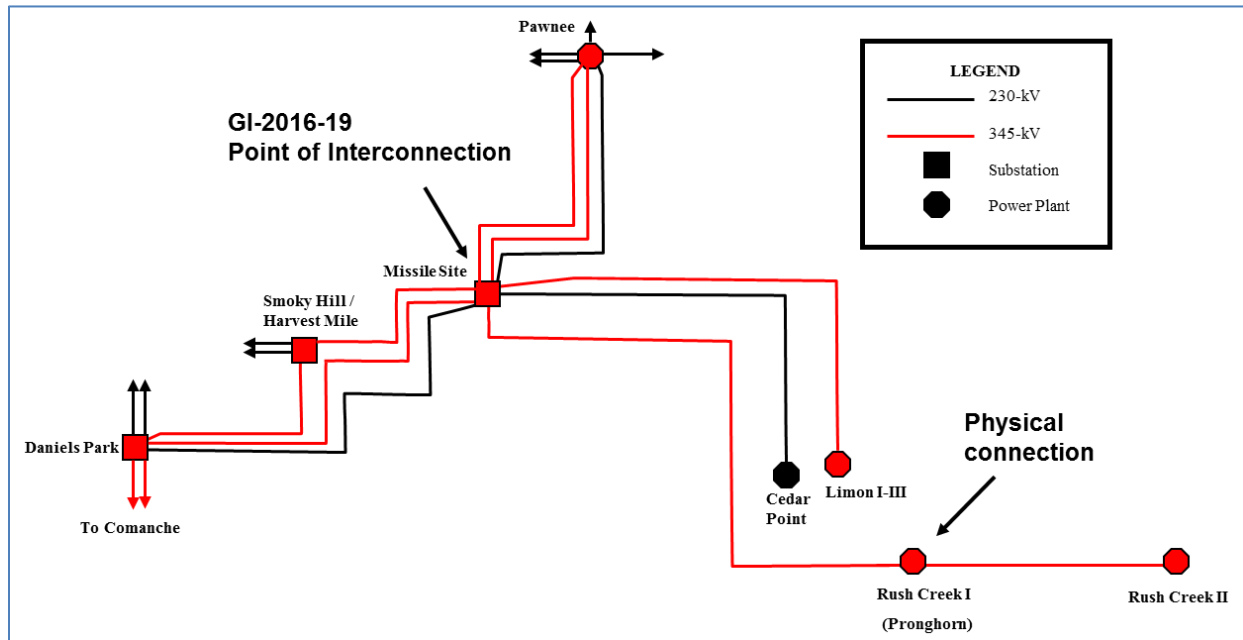 Pawnee
LEGEND
230-kV
345-kV
Substation
Power Plant
GI-2016-19
Point of Interconnection
Missile Site
Smoky Hill /
Harvest Mile
Daniels Park
To Comanche
Cedar
Point
Limon I-III
Physical
connection
Rush Creek I
(Pronghorn)
Rush Creek II